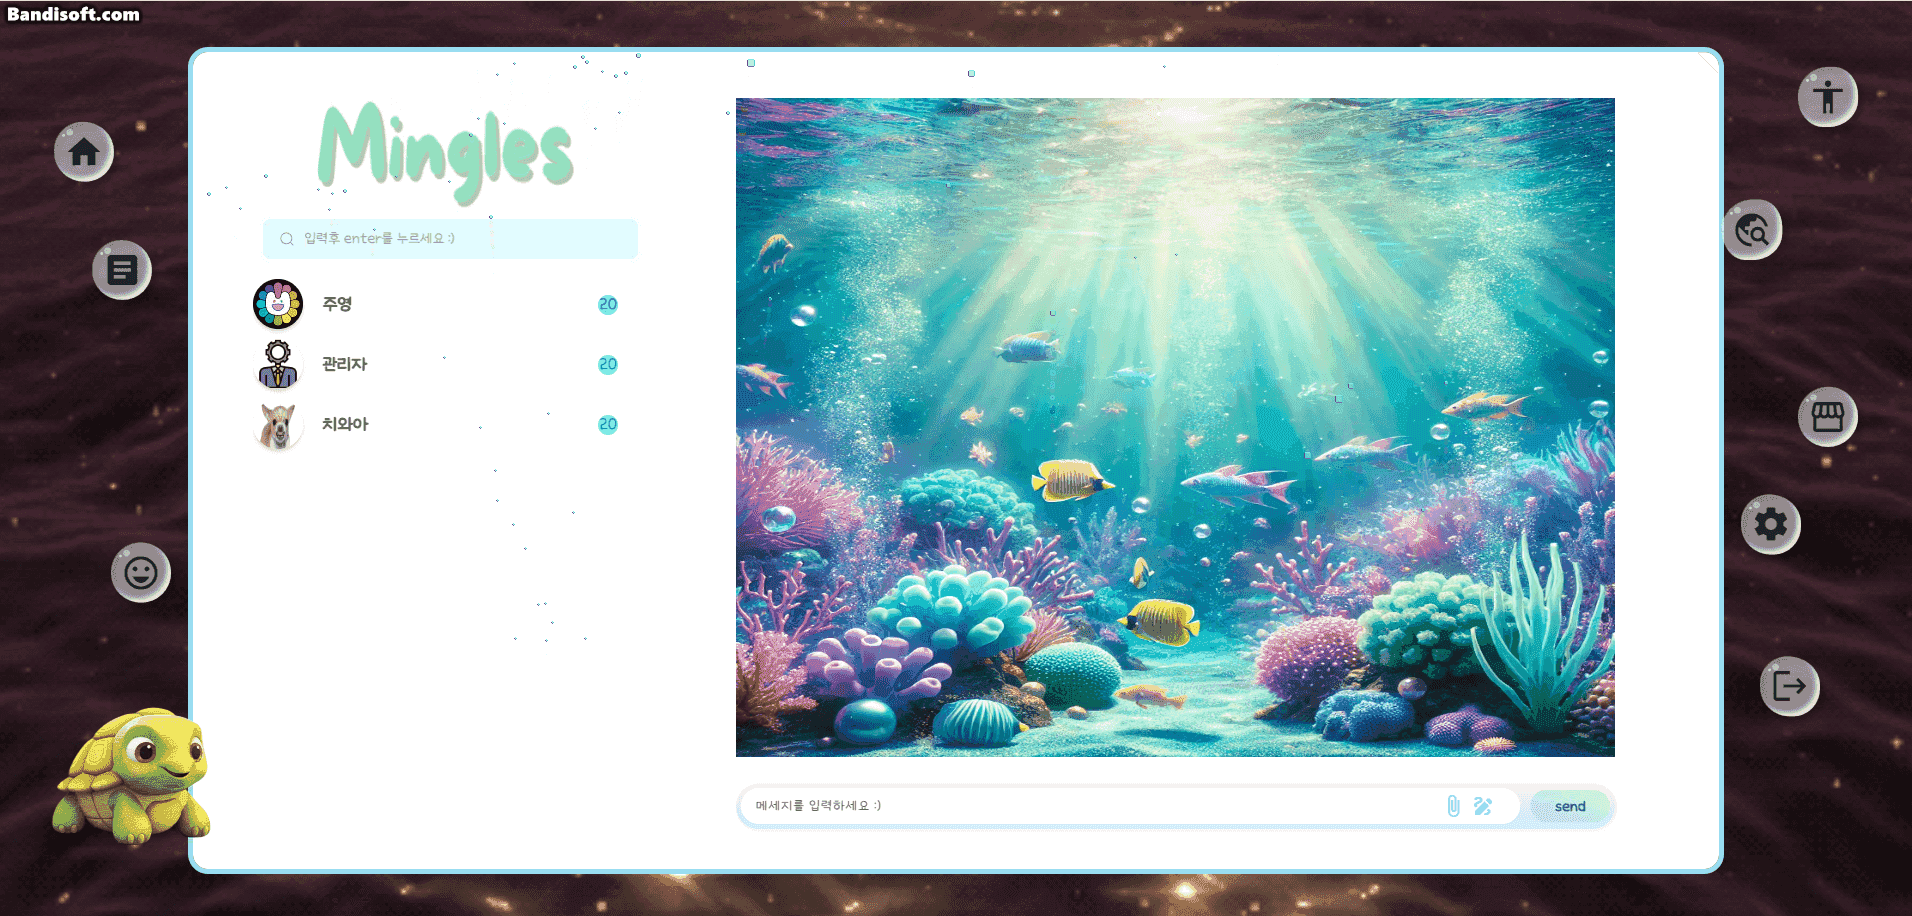 Bandisoft.com
Mingles
입력후 enter를 누르세요 :)
주영
20
관리자
20
치와아
20
메세지를 입력하세요 :)
send